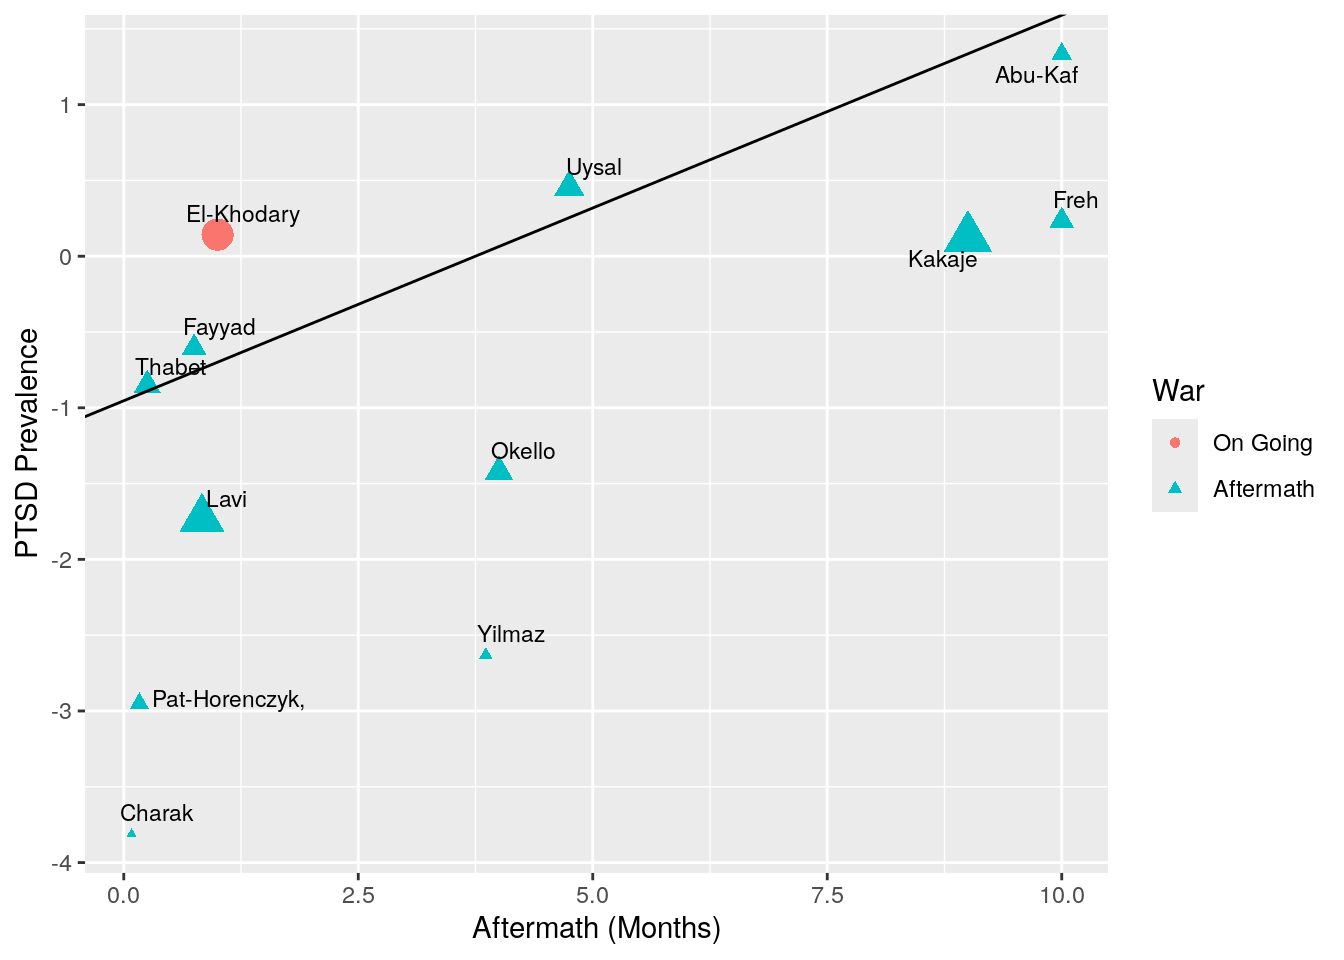 Abu-Kaf
Uysal
Freh
El-Khodary
Kakaje
Fayyad
Thabet
Okello
Lavi
Yilmaz
Pat-Horenczyk,
Charak
1
0
-1
-2
-3
-4
0.0 2.5 5.0 7.5 10.0
Aftermath (Months)
PTSD Prevalence
War
On Going
Aftermath